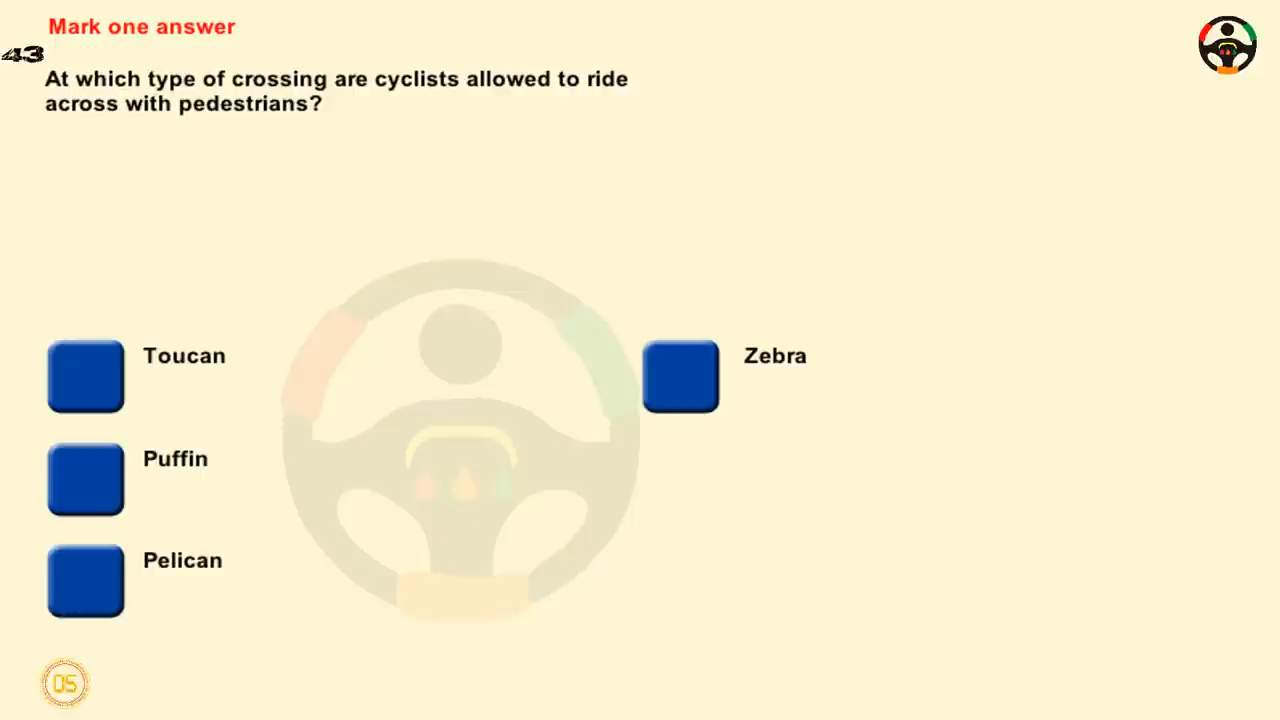 Mark one answer
43
At which type of crossing are cyclists allowed to ride
across with pedestrians?
Toucan
Zebra
Puffin
Pelican
05